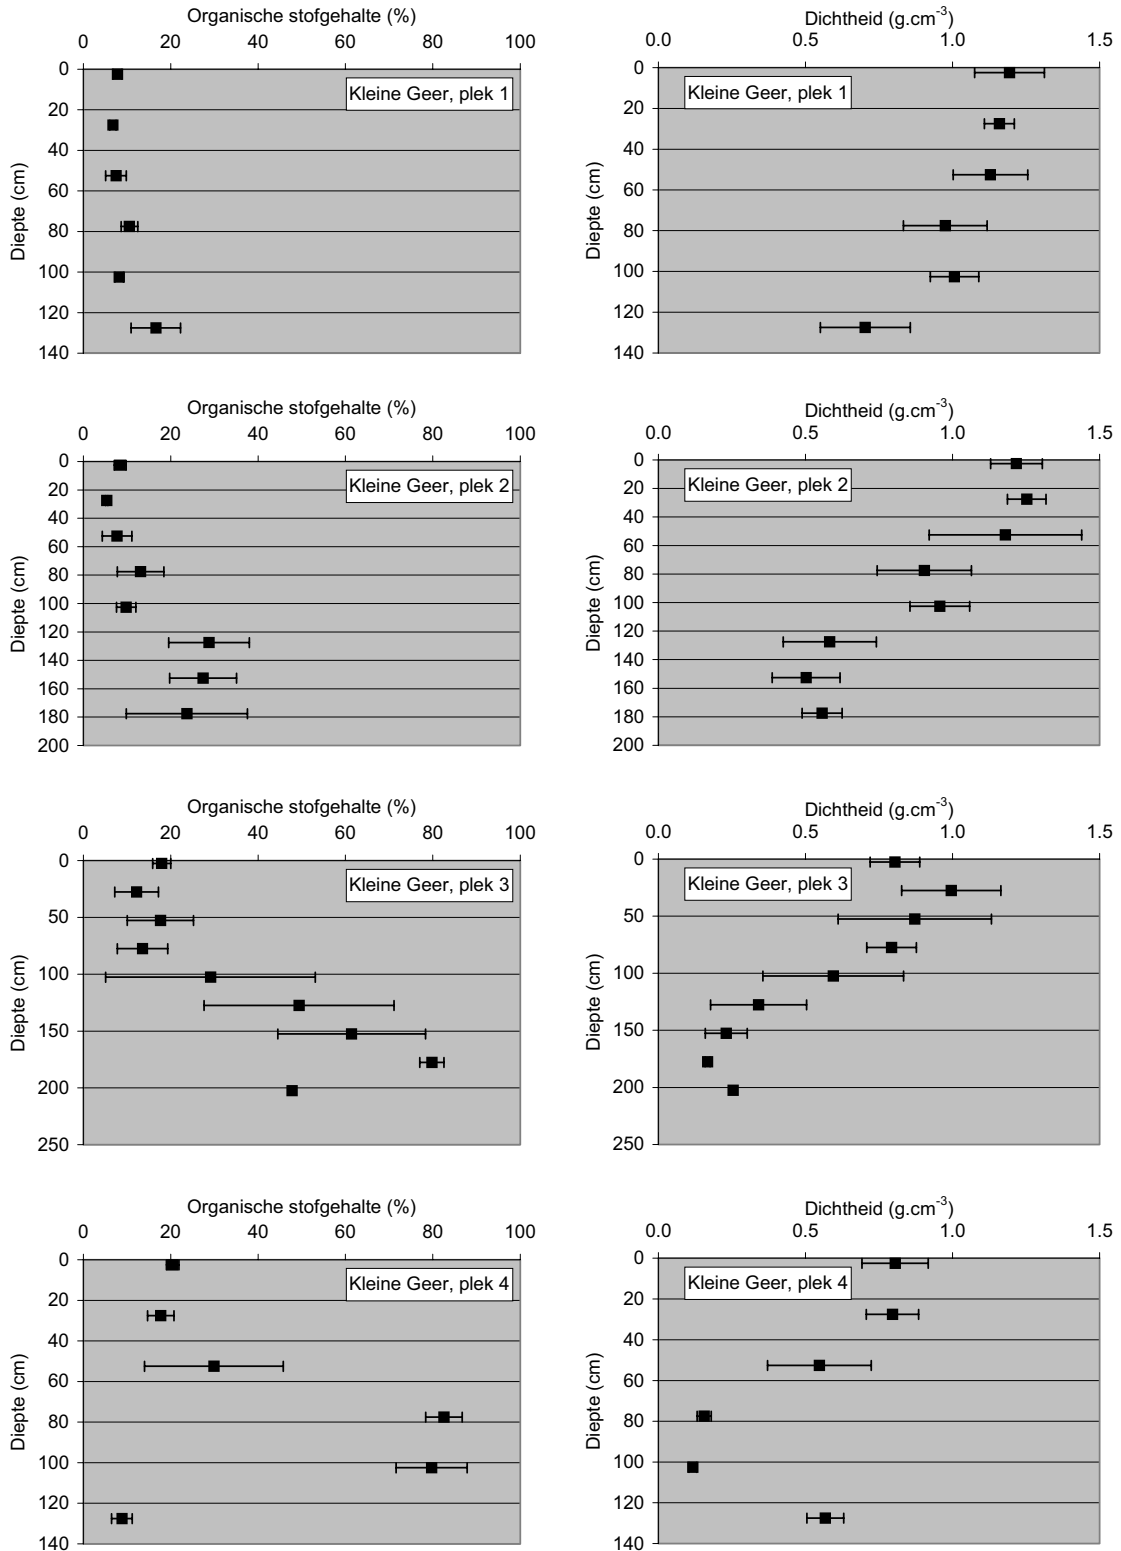 Organische stofgehalte (%)
0 20 40 60 80 100
0
20
40
60
80
100
120
140
Diepte (cm)
Kleine Geer, plek 1
Dichtheid (g.cm-3)
0.0 0.5 1.0 1.5
0
20
40
60
80
100
120
140
Diepte (cm)
Kleine Geer, plek 1
Organische stofgehalte (%)
0 20 40 60 80 100
0
20
40
60
80
100
120
140
160
180
200
Diepte (cm)
Kleine Geer, plek 2
Dichtheid (g.cm-3)
0.0 0.5 1.0 1.5
0
20
40
60
80
100
120
140
160
180
200
Diepte (cm)
Kleine Geer, plek 2
Organische stofgehalte (%)
0 20 40 60 80 100
0
50
100
150
200
250
Diepte (cm)
Kleine Geer, plek 3
Dichtheid (g.cm-3)
0.0 0.5 1.0 1.5
0
50
100
150
200
250
Diepte (cm)
Kleine Geer, plek 3
Organische stofgehalte (%)
0 20 40 60 80 100
0
20
40
60
80
100
120
140
Diepte (cm)
Kleine Geer, plek 4
Dichtheid (g.cm-3)
0.0 0.5 1.0 1.5
0
20
40
60
80
100
120
140
Diepte (cm)
Kleine Geer, plek 4